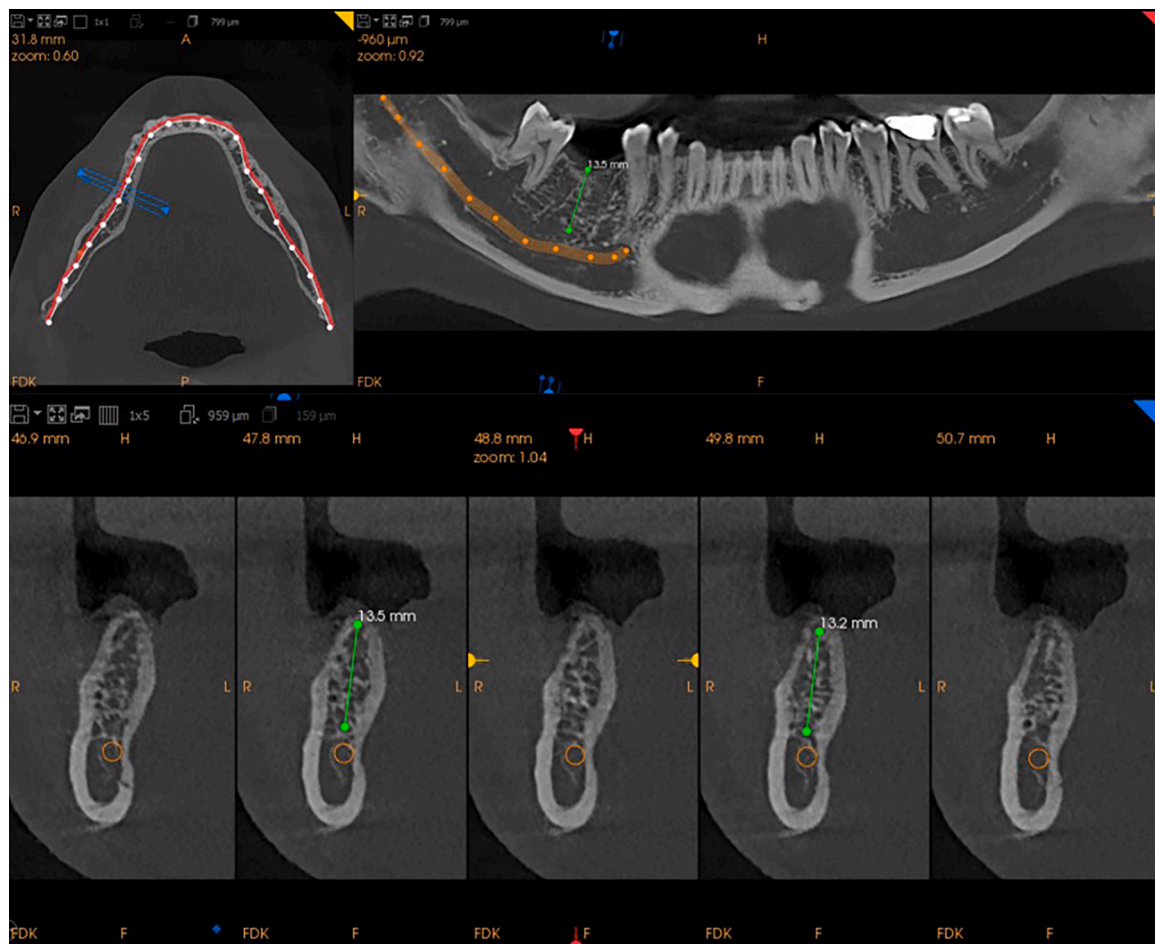 1x1 799 µm
31.8 mm A
zoom: 0.60
R L
FDK P
799 µm
-960 µm H
zoom: 0.92
13.5 mm
R L
FDK F
1x5 959 µm 159 µm
46.9 mm H
R L
FDK F
47.8 mm H
13.5 mm
R L
FDK F
48.8 mm H
zoom: 1.04
R L
FDK F
49.8 mm H
13.2 mm
R L
FDK F
50.7 mm H
R L
FDK F